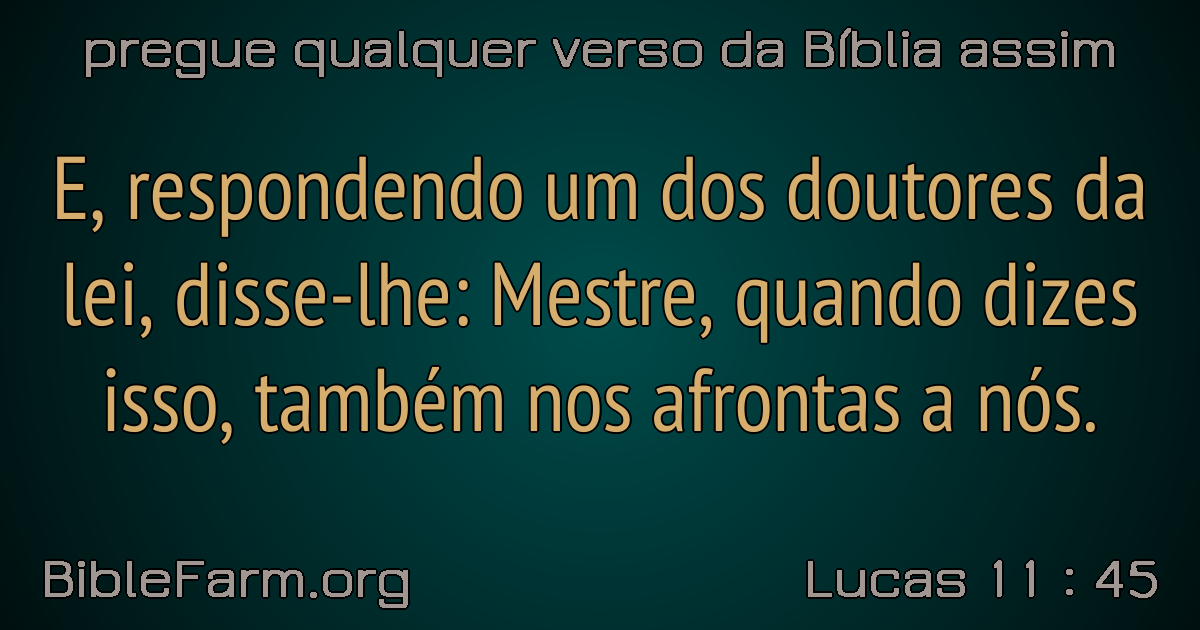 pregue qualquer verso da Bíblia assim
E, respondendo um dos doutores da
lei, disse-lhe: Mestre, quando dizes
isso, também nos afrontas a nós.
BibleFarm.org
Lucas 11 : 45